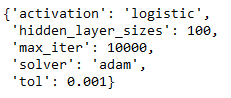 {'activation': 'logistic',
'hidden_layer_sizes': 100,
'max_iter': 10000,
'solver': 'adam',
'tol': 0.001}